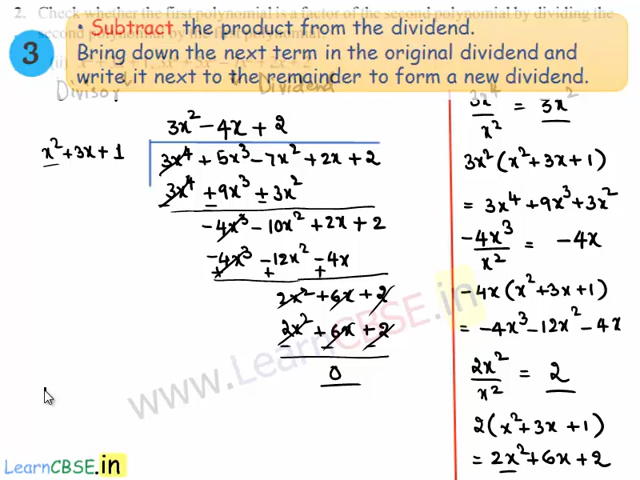 2. Check whether the first polynomial is a factor of the second polynomial by dividing the
3
• Subtract the product from the dividend.
Bring down the next term in the original dividend and
write it next to the remainder to form a new dividend.
Divisor Dividend
3x² - 4x + 2
x² + 3x + 1
3x⁴ + 5x³ - 7x² + 2x + 2
3x⁴ + 9x³ + 3x²
- -
-4x³ - 10x² + 2x + 2
-4x³ - 12x² - 4x
+ + +
2x² + 6x + 2
2x² + 6x + 2
- - -
0
3x⁴/x² = 3x²
3x² (x² + 3x + 1)
= 3x⁴ + 9x³ + 3x²
-4x³/x² = -4x
-4x (x² + 3x + 1)
= -4x³ - 12x² - 4x
2x²/x² = 2
2 (x² + 3x + 1)
= 2x² + 6x + 2
www.LearnCBSE.in
LearnCBSE.in